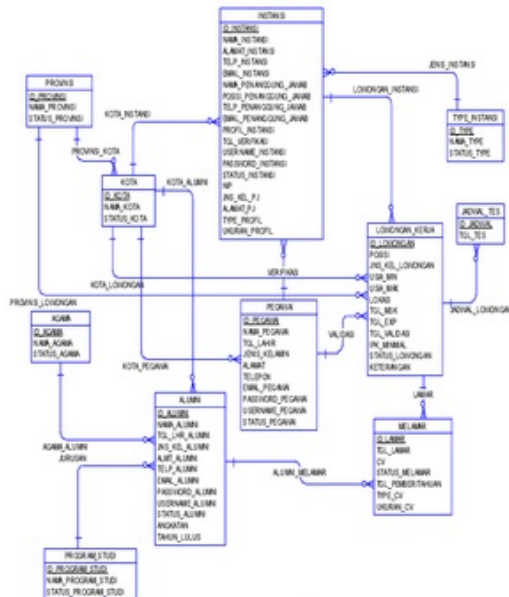 INSTANSI
ID_INSTANSI
NAMA_INSTANSI
ALAMAT_INSTANSI
TELP_INSTANSI
EMAIL_INSTANSI
NAMA_PENANGGUNG_JAWAB
POSISI_PENANGGUNG_JAWAB
TELP_PENANGGUNG_JAWAB
EMAIL_PENANGGUNG_JAWAB
PROFIL_INSTANSI
TGL_VERIFIKASI
USERNAME_INSTANSI
PASSWORD_INSTANSI
STATUS_INSTANSI
NIP
JNS_KEL_PJ
ALAMAT_PJ
TYPE_PROFIL
UKURAN_PROFIL
JENIS_INSTANSI
LOWONGAN_INSTANSI
PROVINSI
ID_PROVINSI
NAMA_PROVINSI
STATUS_PROVINSI
KOTA_INSTANSI
TYPE_INSTANSI
ID_TYPE
NAMA_TYPE
STATUS_TYPE
PROVINSI_KOTA
KOTA
ID_KOTA
NAMA_KOTA
STATUS_KOTA
KOTA_ALUMNI
JADWAL_TES
ID_JADWAL
TGL_TES
LOWONGAN_KERJA
ID_LOWONGAN
POSISI
JNS_KEL_LOWONGAN
USIA_MIN
USIA_MAK
LOKASI
TGL_MSK
TGL_EXP
TGL_VALIDASI
IPK_MINIMAL
STATUS_LOWONGAN
KETERANGAN
VERIFIKASI
KOTA_LOWONGAN
PROVINSI_LOWONGAN
JADWAL_LOWONGAN
AGAMA
ID_AGAMA
NAMA_AGAMA
STATUS_AGAMA
PEGAWAI
ID_PEGAWAI
NAMA_PEGAWAI
TGL_LAHIR
JENIS_KELAMIN
ALAMAT
TELEPON
EMAIL_PEGAWAI
PASSWORD_PEGAWAI
USERNAME_PEGAWAI
STATUS_PEGAWAI
VALIDASI
KOTA_PEGAWAI
LAMAR
ALUMNI
ID_ALUMNI
NAMA_ALUMNI
TGL_LHR_ALUMNI
JNS_KEL_ALUMNI
ALMT_ALUMNI
TELP_ALUMNI
EMAIL_ALUMNI
PASSWORD_ALUMNI
USERNAME_ALUMNI
STATUS_ALUMNI
ANGKATAN
TAHUN_LULUS
AGAMA_ALUMNI
JURUSAN
ALUMNI_MELAMAR
MELAMAR
ID_LAMAR
TGL_LAMAR
CV
STATUS_MELAMAR
TGL_PEMBERITAHUAN
TYPE_CV
UKURAN_CV
PROGRAM_STUDI
ID_PROGRAM_STUDI
NAMA_PROGRAM_STUDI
STATUS_PROGRAM_STUDI